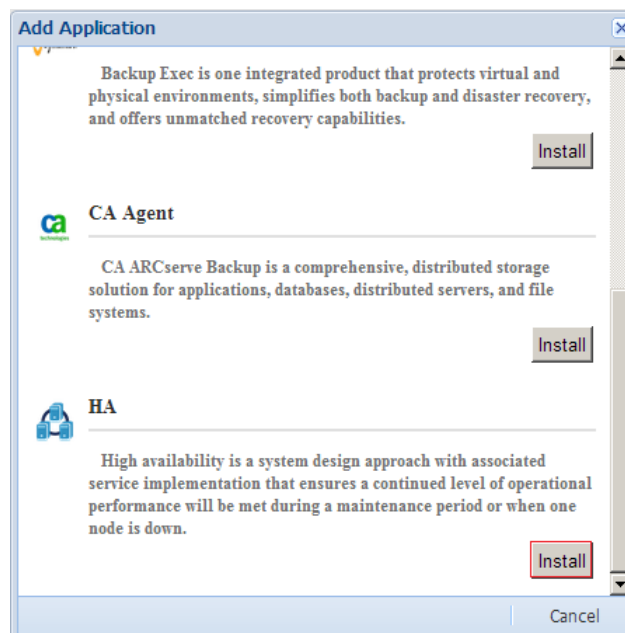 Add Application
Backup Exec is one integrated product that protects virtual and
physical environments, simplifies both backup and disaster recovery,
and offers unmatched recovery capabilities.
Install
CA Agent
ca
technologies
CA ARCserve Backup is a comprehensive, distributed storage
solution for applications, databases, distributed servers, and file
systems.
Install
HA
High availability is a system design approach with associated
service implementation that ensures a continued level of operational
performance will be met during a maintenance period or when one
node is down.
Install
Cancel